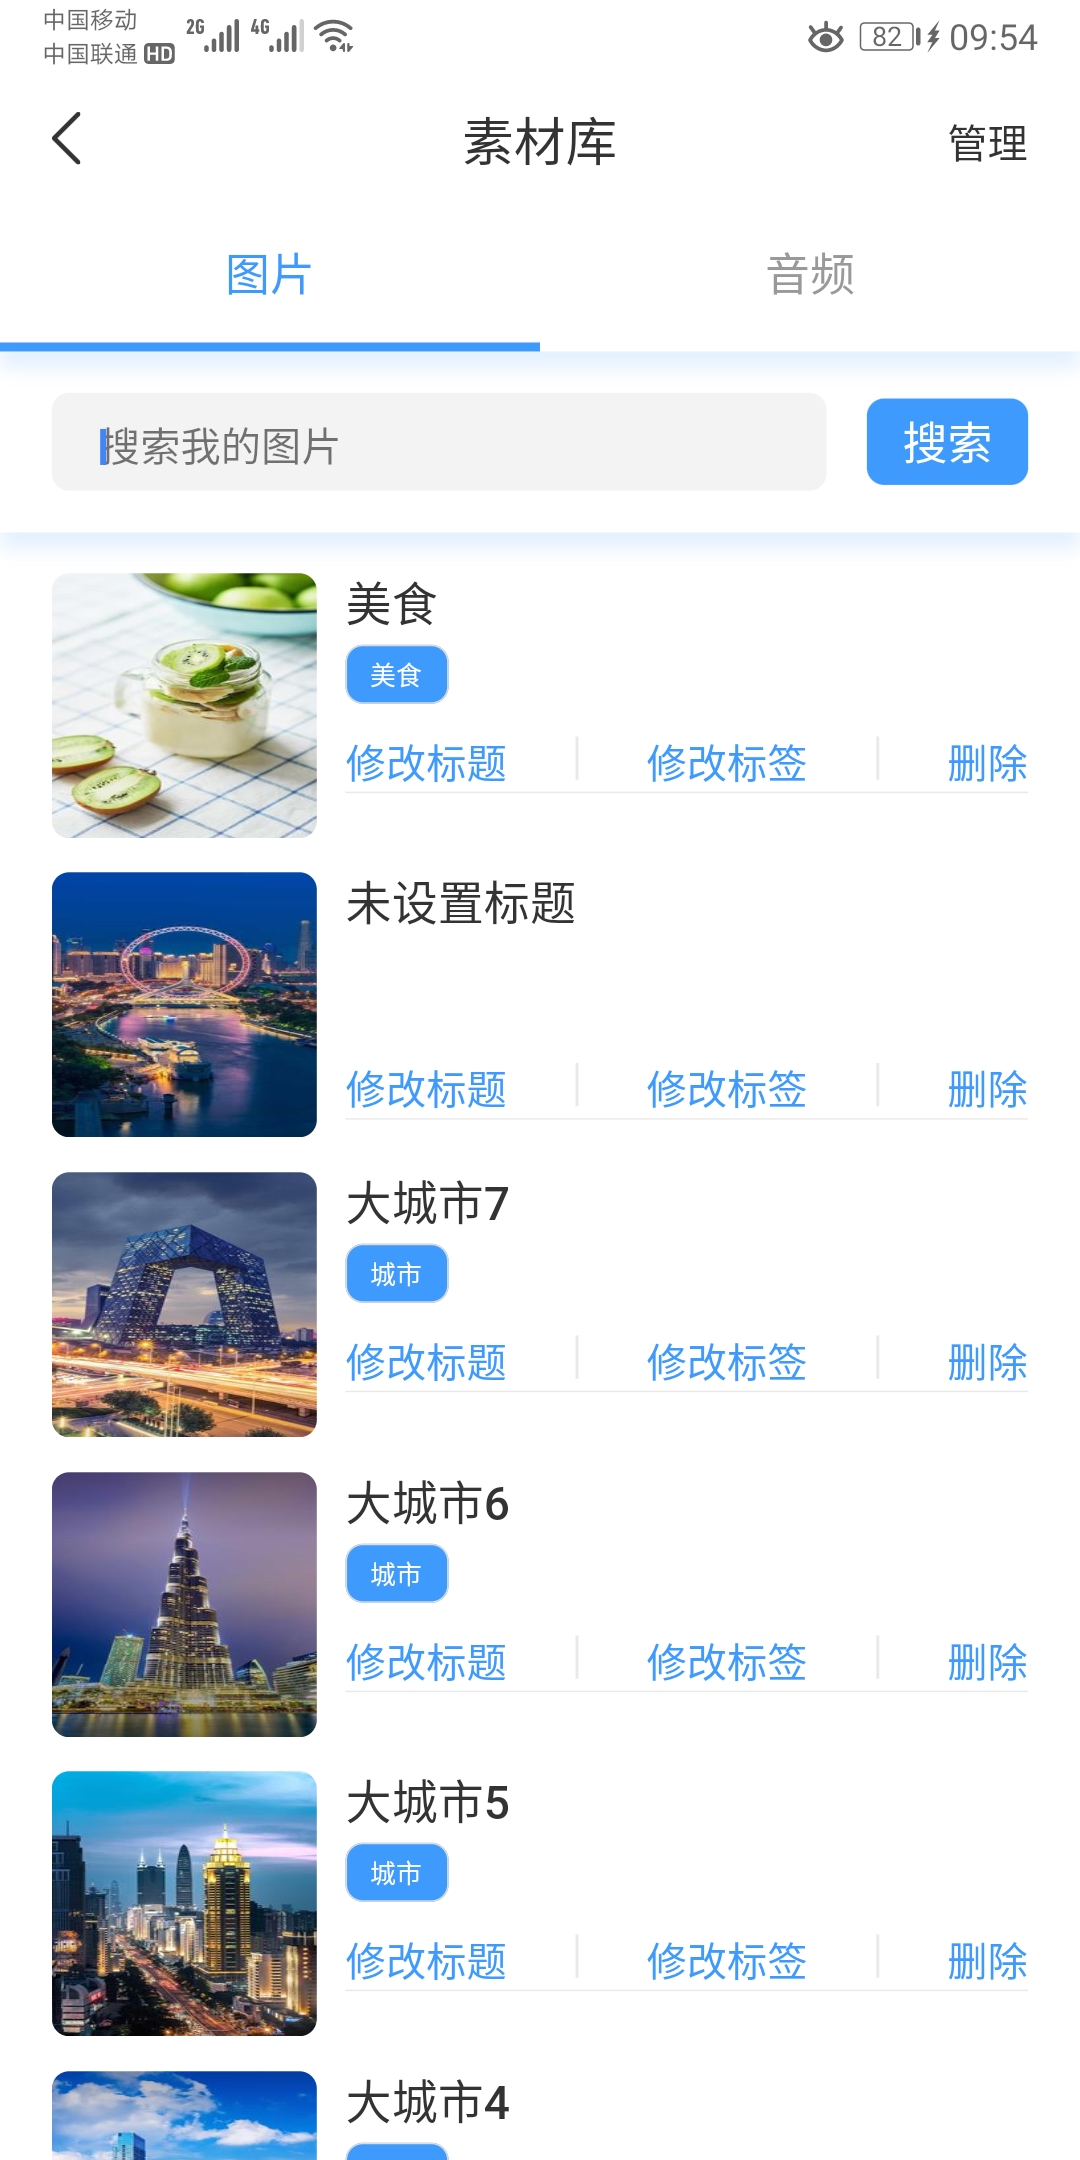 中国移动
中国联通 HD
2G 4G
82 09:54
素材库
管理
图片
音频
搜索我的图片
搜索
美食
美食
修改标题 修改标签 删除
未设置标题
修改标题 修改标签 删除
大城市7
城市
修改标题 修改标签 删除
大城市6
城市
修改标题 修改标签 删除
大城市5
城市
修改标题 修改标签 删除
大城市4